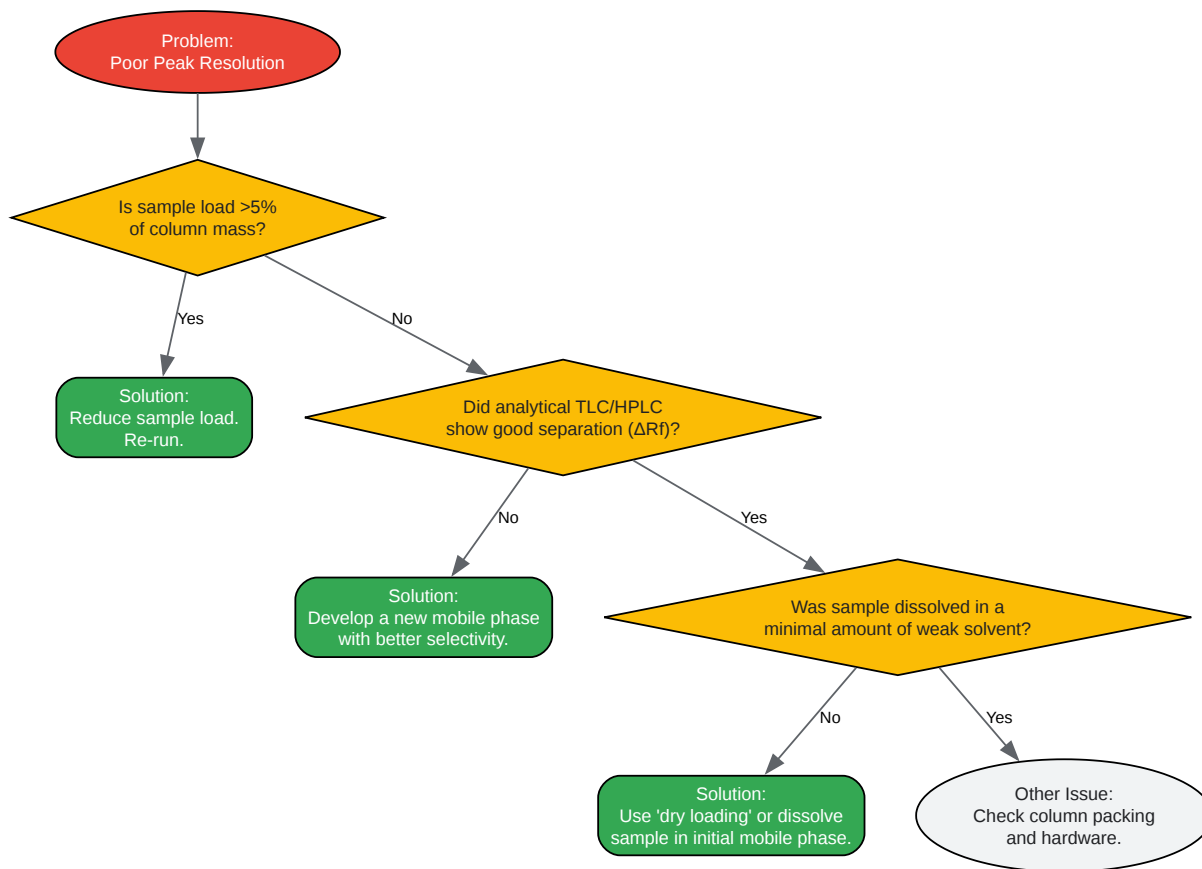 Problem:
Poor Peak Resolution
Is sample load >5%
of column mass?
Yes
No
Solution:
Reduce sample load.
Re-run.
Did analytical TLC/HPLC
show good separation (ΔRf)?
No
Yes
Solution:
Develop a new mobile phase
with better selectivity.
Was sample dissolved in a
minimal amount of weak solvent?
No
Yes
Solution:
Use 'dry loading' or dissolve
sample in initial mobile phase.
Other Issue:
Check column packing
and hardware.